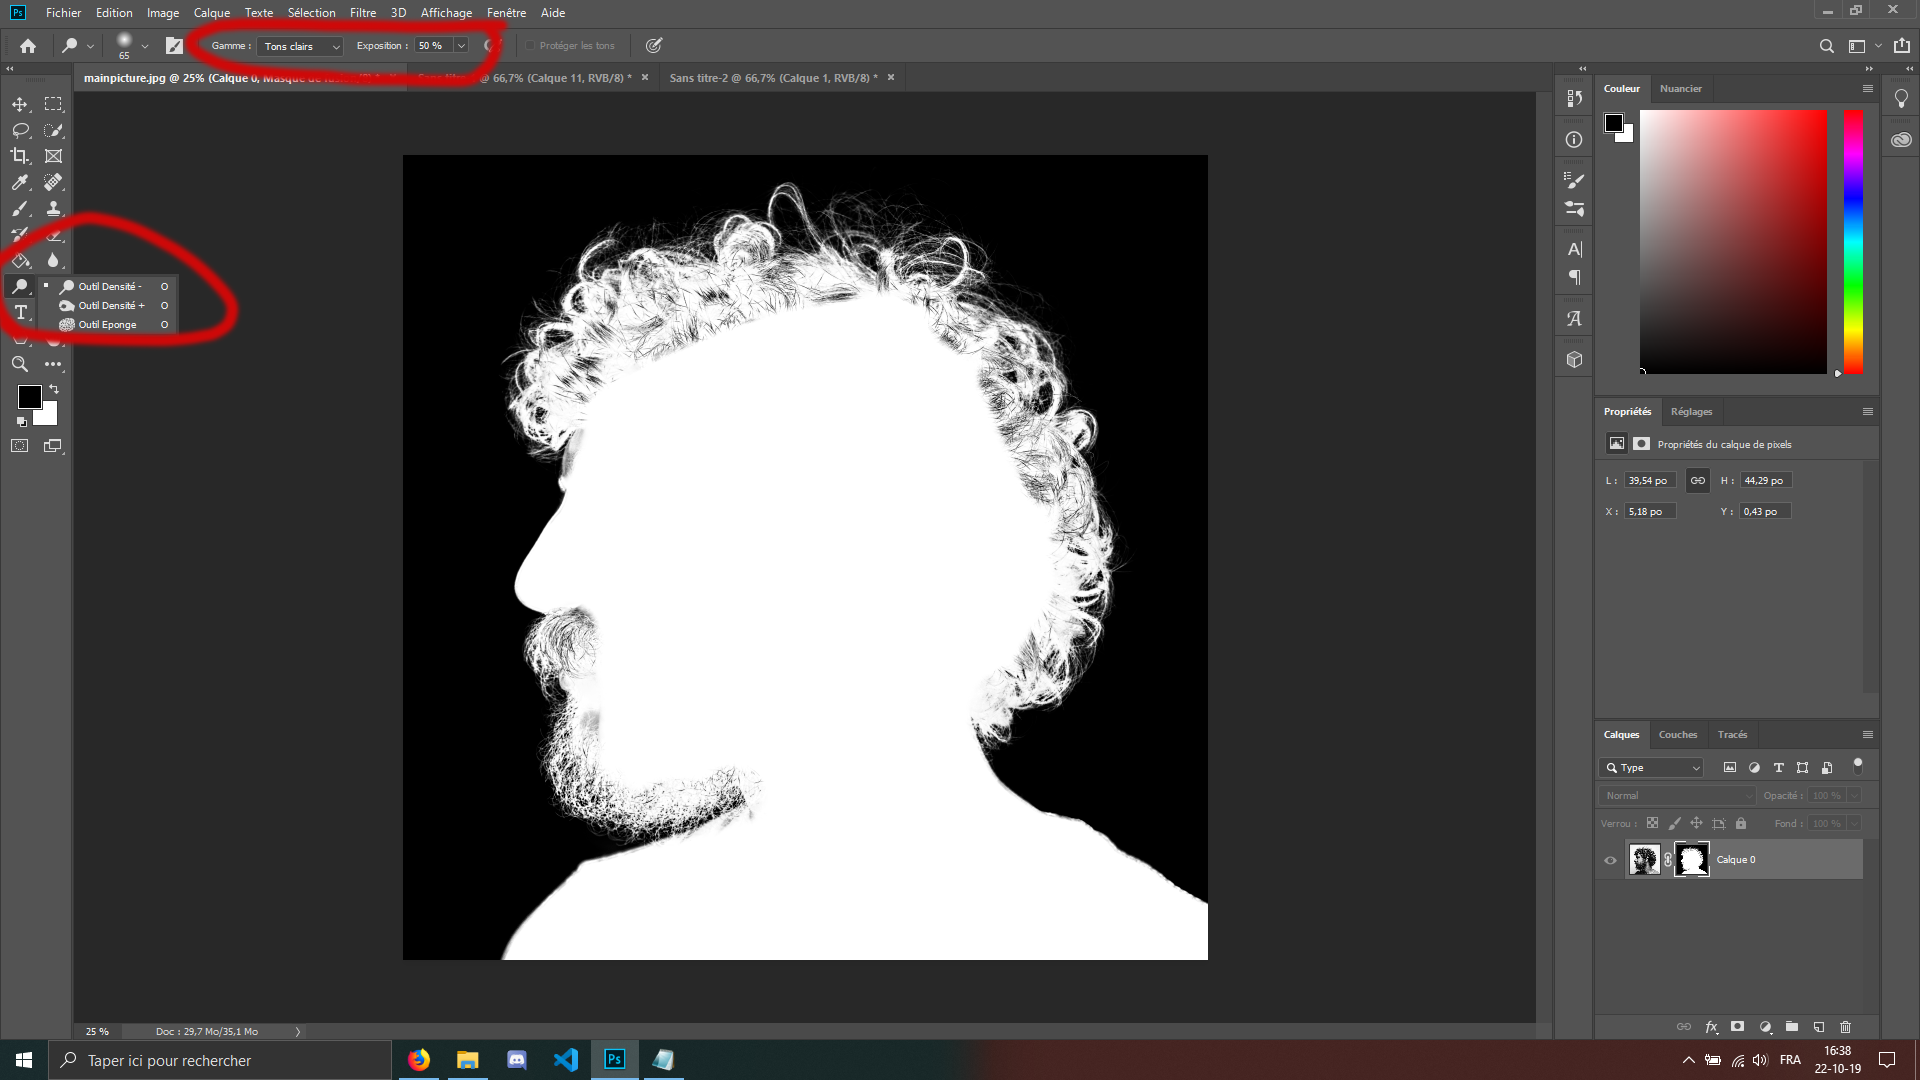 Ps Fichier Edition Image Calque Texte Sélection Filtre 3D Affichage Fenêtre Aide
65 Gamme : Tons clairs Exposition : 50 % Protéger les tons
mainpicture.jpg @ 25% (Calque 0, Masque de @ 66,7% (Calque 11, RVB/8) * × Sans titre-2 @ 66,7% (Calque 1, RVB/8) * ×
Couleur Nuancier
Outil Densité - O
Outil Densité + O
Outil Eponge O
Propriétés Réglages
Propriétés du calque de pixels
L : 39,54 po H : 44,29 po
X : 5,18 po Y : 0,43 po
Calques Couches Tracés
Type
Normal Opacité : 100 %
Verrou : Fond : 100 %
Calque 0
fx
25 % Doc : 29,7 Mo/35,1 Mo
Taper ici pour rechercher
Ps
FRA
16:38
22-10-19